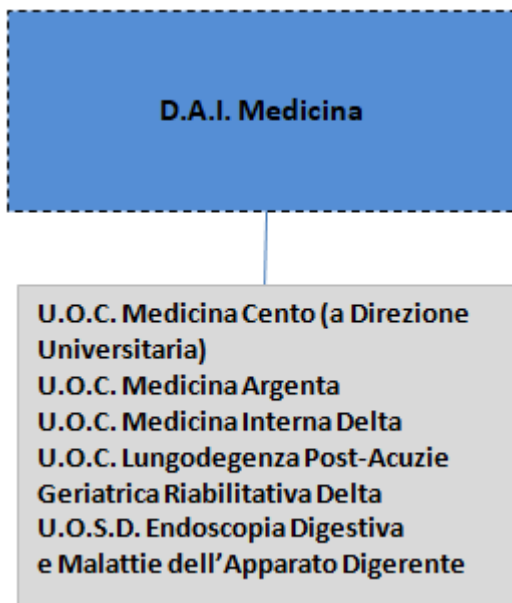 D.A.I. Medicina
U.O.C. Medicina Cento (a Direzione
Universitaria)
U.O.C. Medicina Argenta
U.O.C. Medicina Interna Delta
U.O.C. Lungodegenza Post-Acuzie
Geriatrica Riabilitativa Delta
U.O.S.D. Endoscopia Digestiva
e Malattie dell’Apparato Digerente